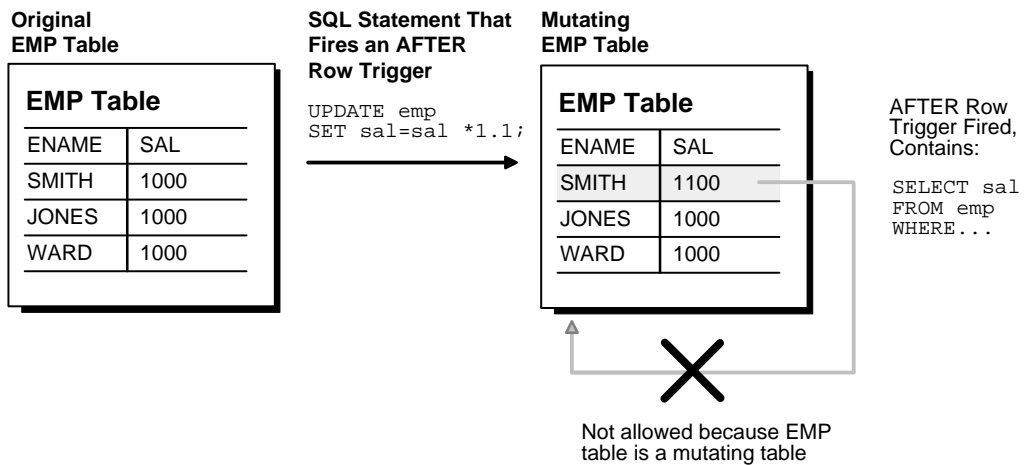 Original
EMP Table
EMP Table
ENAME SAL
SMITH 1000
JONES 1000
WARD 1000
SQL Statement That
Fires an AFTER
Row Trigger
UPDATE emp
SET sal=sal *1.1;
Mutating
EMP Table
EMP Table
ENAME SAL
SMITH 1100
JONES 1000
WARD 1000
AFTER Row
Trigger Fired,
Contains:
SELECT sal
FROM emp
WHERE...
Not allowed because EMP
table is a mutating table